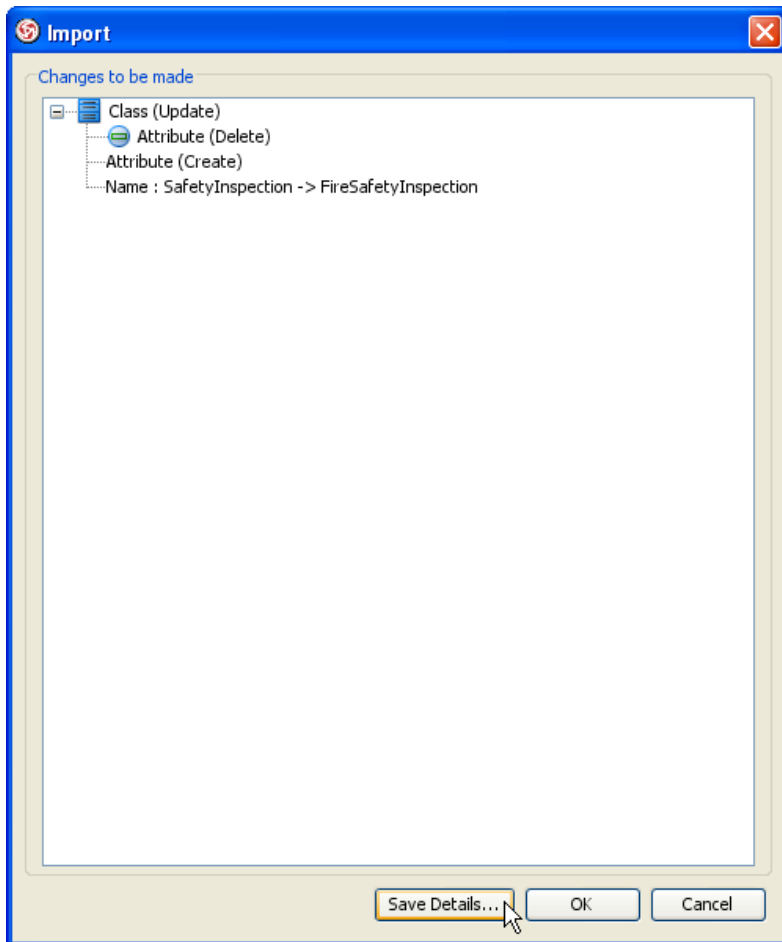 Import
Changes to be made
Class (Update)
Attribute (Delete)
Attribute (Create)
Name : SafetyInspection -> FireSafetyInspection
Save Details... OK Cancel